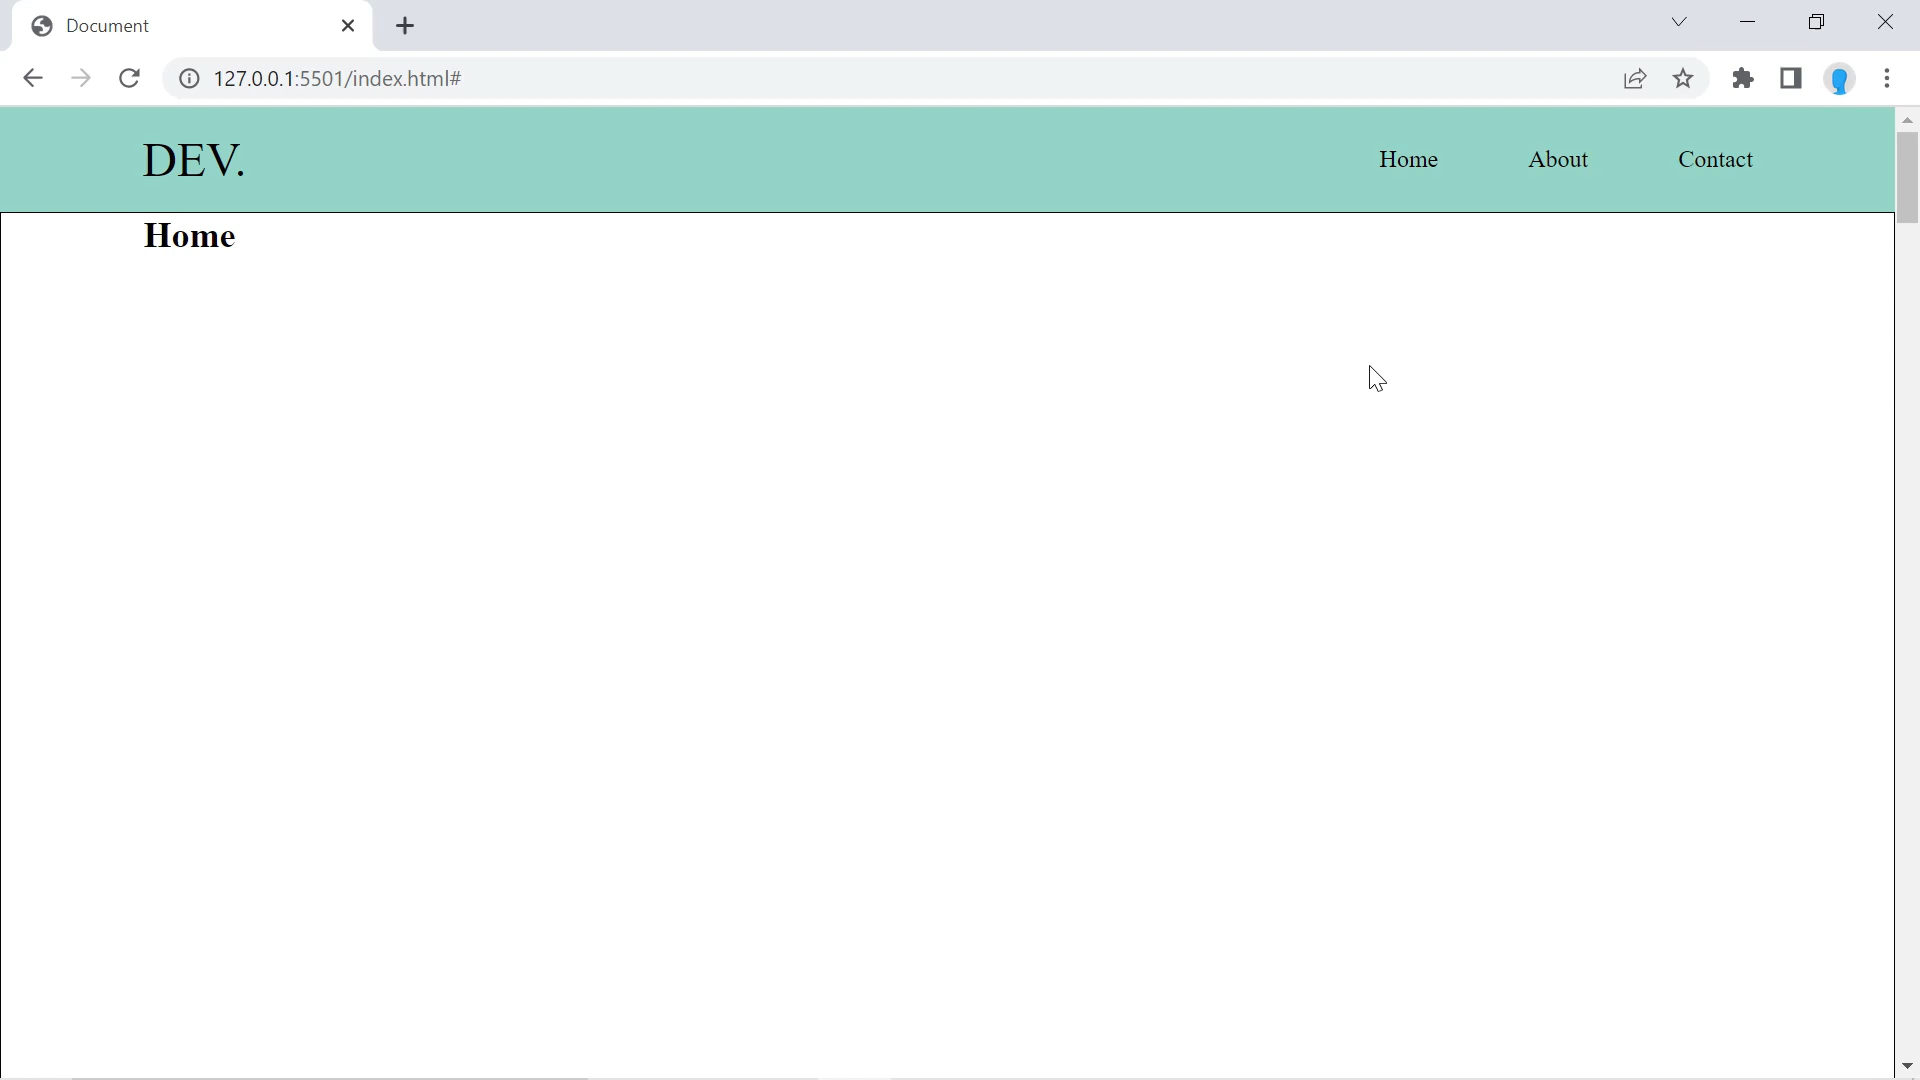 Document
127.0.0.1:5501/index.html#
DEV.
Home About Contact
Home